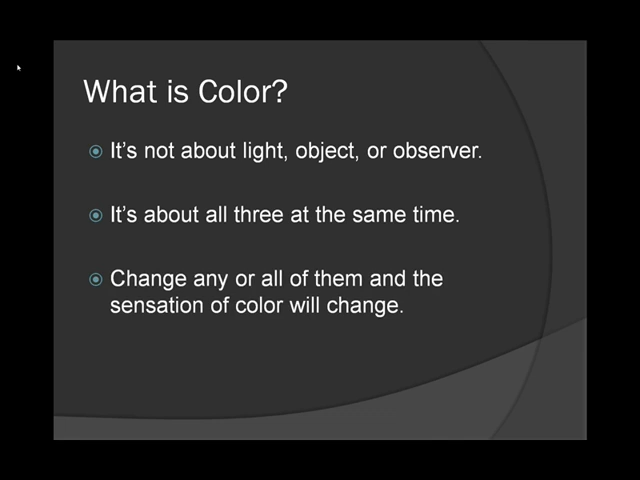 What is Color?
It's not about light, object, or observer.
It's about all three at the same time.
Change any or all of them and the
sensation of color will change.